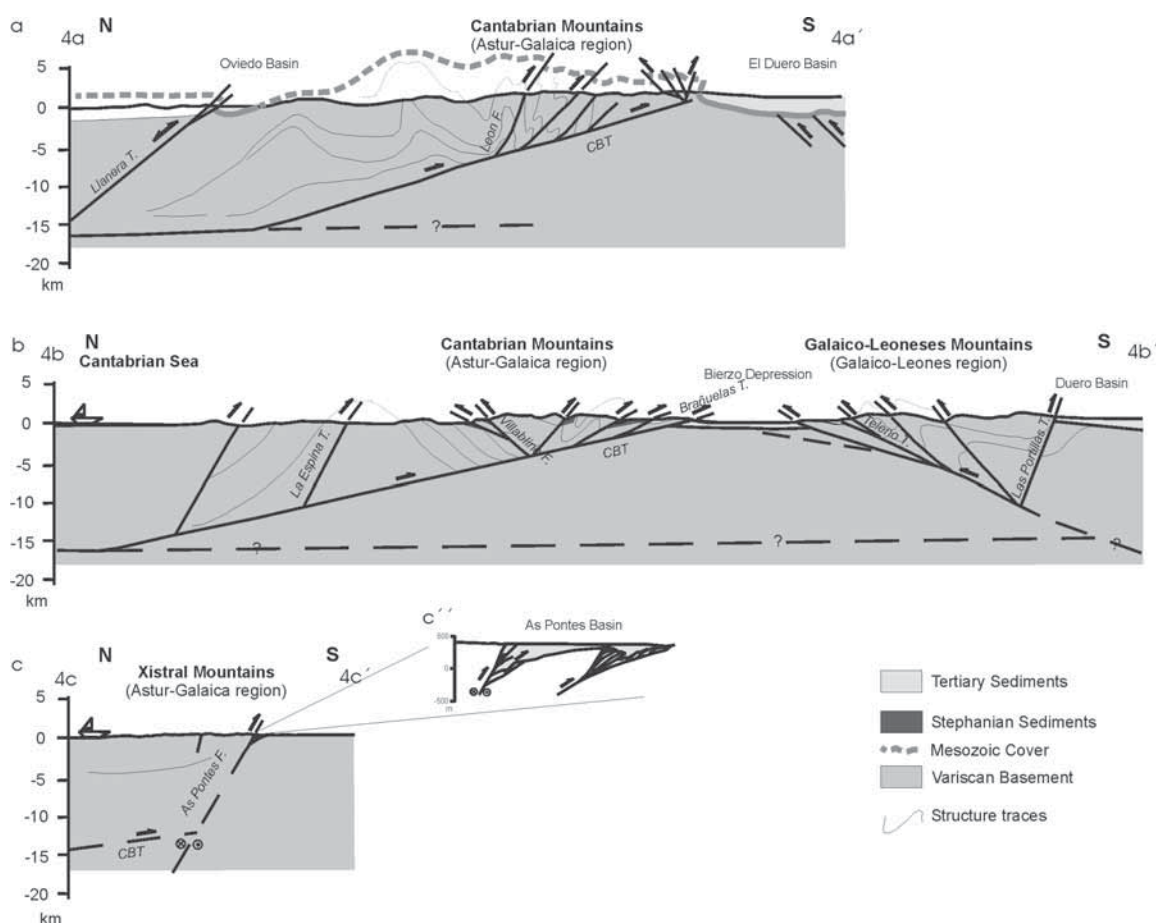 a
4a
N
Cantabrian Mountains
(Astur-Galaica region)
S
4a´
Oviedo Basin
El Duero Basin
5
0
-5
-10
-15
-20
km
Llanera T.
Leon F.
CBT
?
b
4b
N
Cantabrian Sea
Cantabrian Mountains
(Astur-Galaica region)
Galaico-Leoneses Mountains
(Galaico-Leones region)
S
4b´
Bierzo Depression
Duero Basin
Brañuelas T.
5
0
-5
-10
-15
-20
km
La Espina T.
Villablino F.
CBT
Teleno T.
Las Portillas T.
?
?
?
c
4c
N
Xistral Mountains
(Astur-Galaica region)
S
4c´
5
0
-5
-10
-15
-20
km
As Pontes F.
CBT
c´´
As Pontes Basin
500
0
-500
m
Tertiary Sediments
Stephanian Sediments
Mesozoic Cover
Variscan Basement
Structure traces